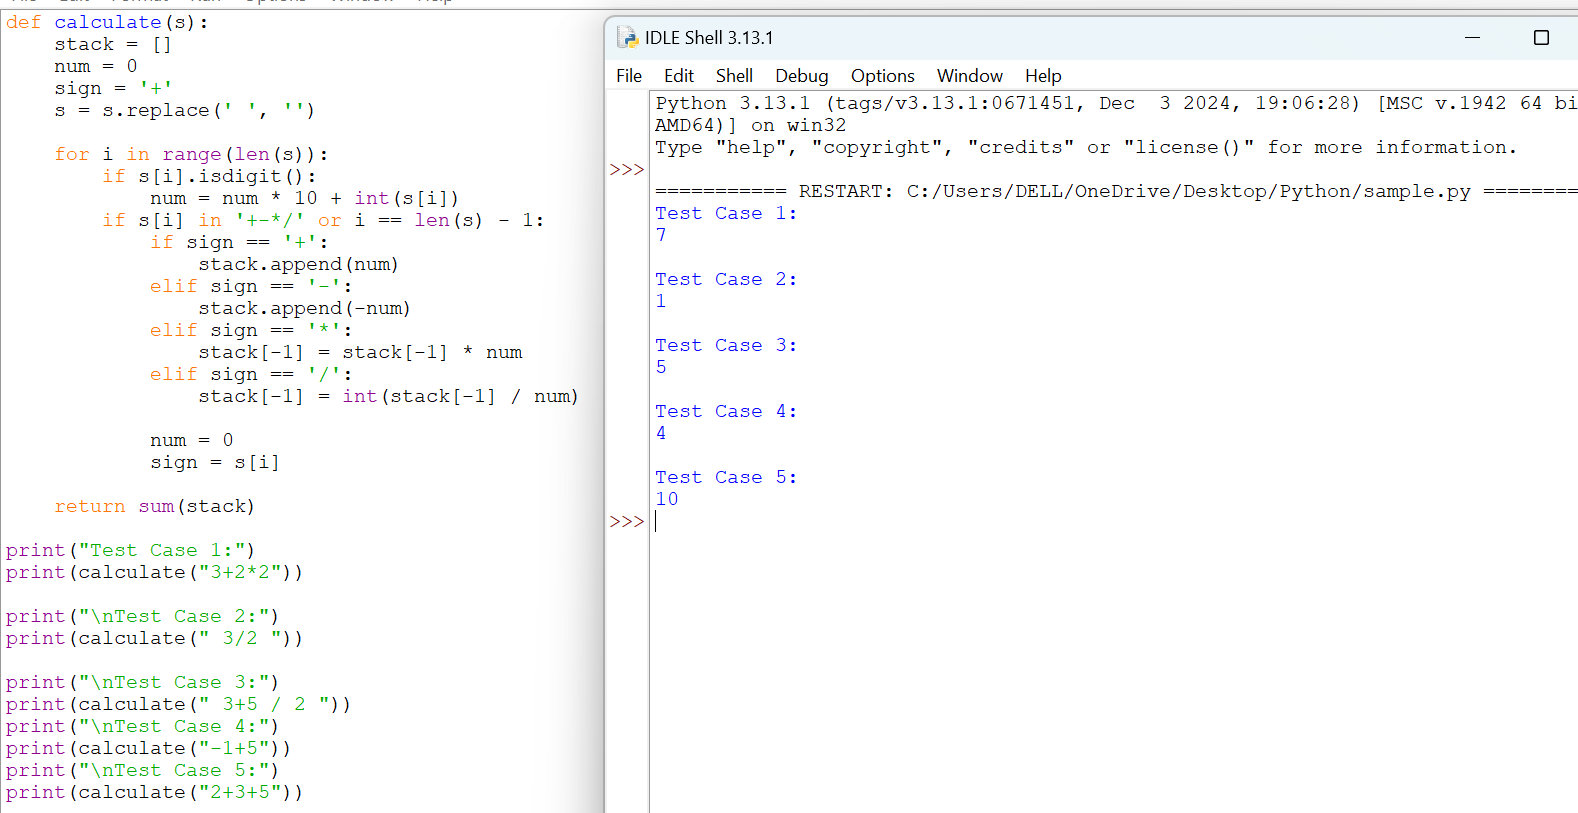 def calculate(s):
    stack = []
    num = 0
    sign = '+'
    s = s.replace(' ', '')

    for i in range(len(s)):
        if s[i].isdigit():
            num = num * 10 + int(s[i])
        if s[i] in '+-*/' or i == len(s) - 1:
            if sign == '+':
                stack.append(num)
            elif sign == '-':
                stack.append(-num)
            elif sign == '*':
                stack[-1] = stack[-1] * num
            elif sign == '/':
                stack[-1] = int(stack[-1] / num)

            num = 0
            sign = s[i]

    return sum(stack)

print("Test Case 1:")
print(calculate("3+2*2"))

print("\nTest Case 2:")
print(calculate(" 3/2 "))

print("\nTest Case 3:")
print(calculate(" 3+5 / 2 "))
print("\nTest Case 4:")
print(calculate("-1+5"))
print("\nTest Case 5:")
print(calculate("2+3+5"))
IDLE Shell 3.13.1
File Edit Shell Debug Options Window Help
Python 3.13.1 (tags/v3.13.1:0671451, Dec  3 2024, 19:06:28) [MSC v.1942 64 bi
AMD64)] on win32
Type "help", "copyright", "credits" or "license()" for more information.
>>>
=========== RESTART: C:/Users/DELL/OneDrive/Desktop/Python/sample.py ========
Test Case 1:
7

Test Case 2:
1

Test Case 3:
5

Test Case 4:
4

Test Case 5:
10
>>>